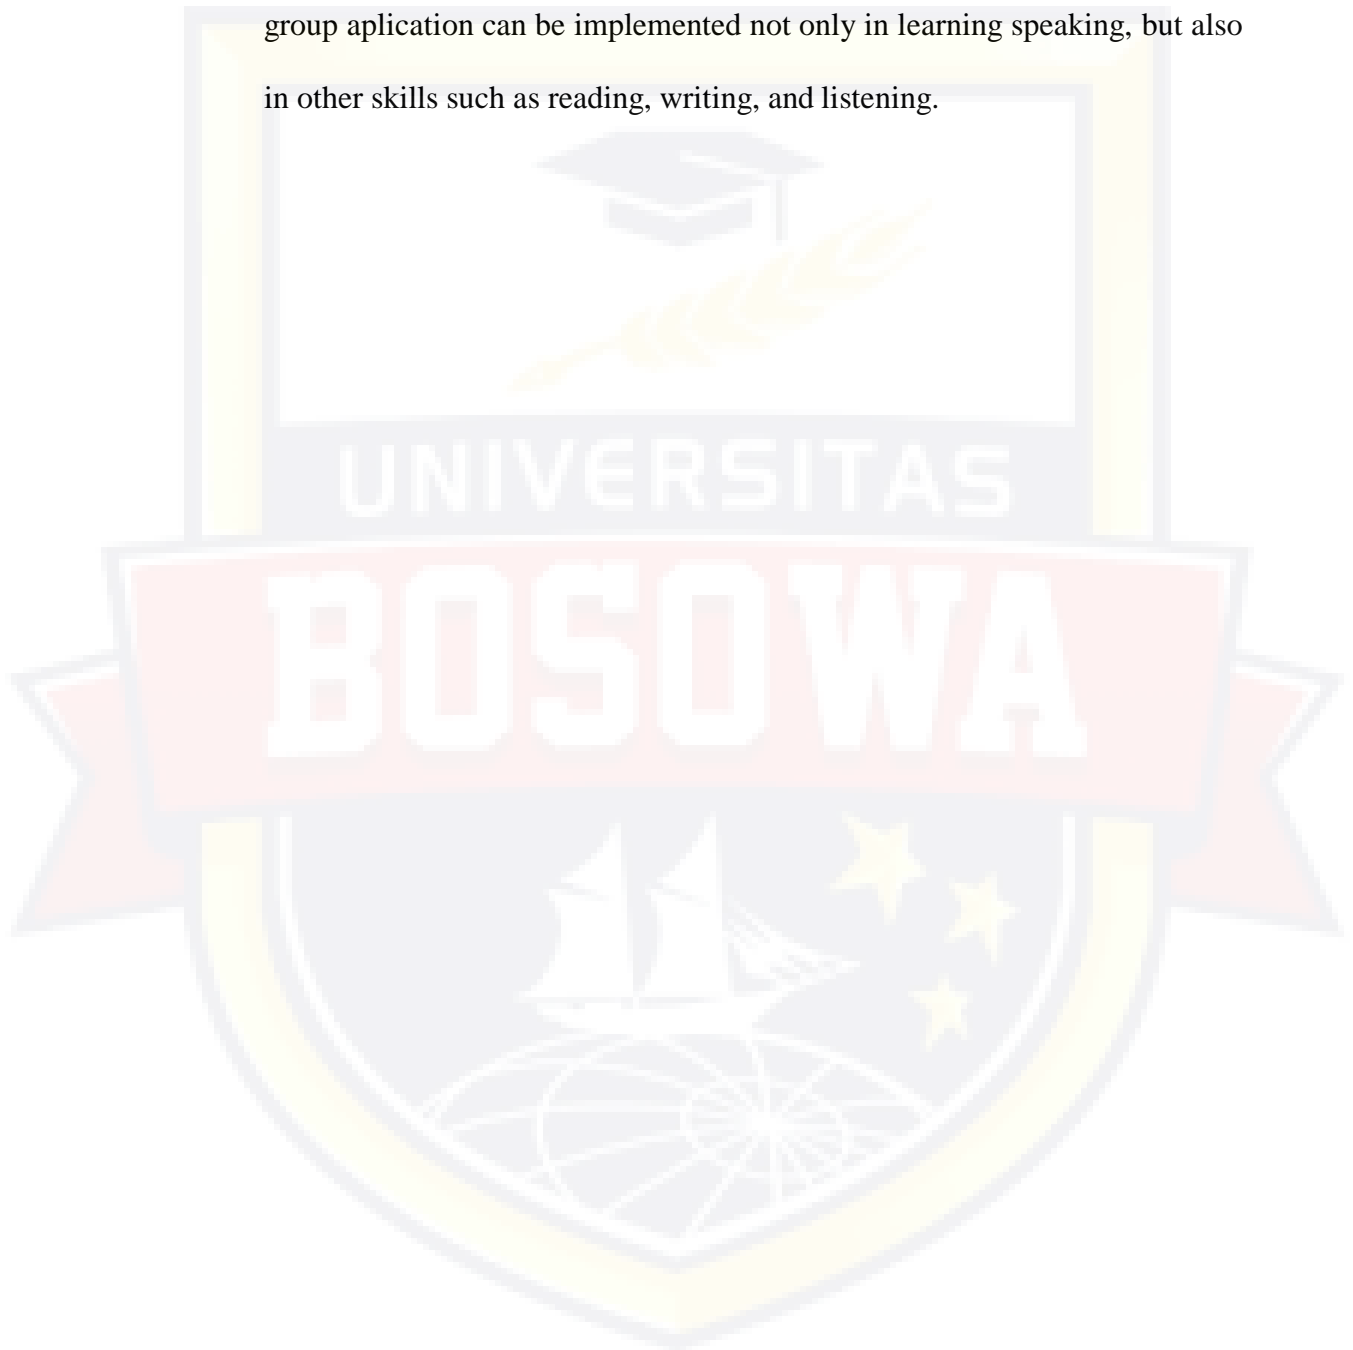 group aplication can be implemented not only in learning speaking, but also
in other skills such as reading, writing, and listening.
UNIVERSITAS
BOSOWA